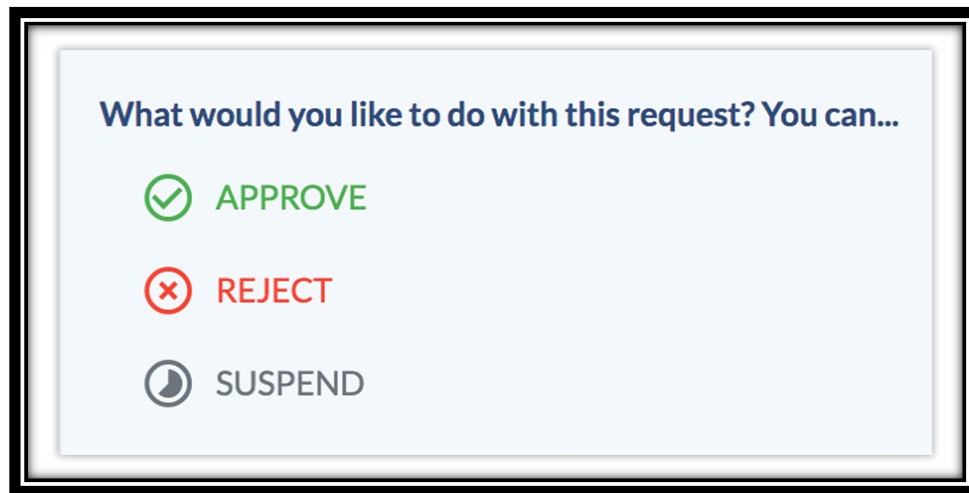 What would you like to do with this request? You can...
APPROVE
REJECT
SUSPEND